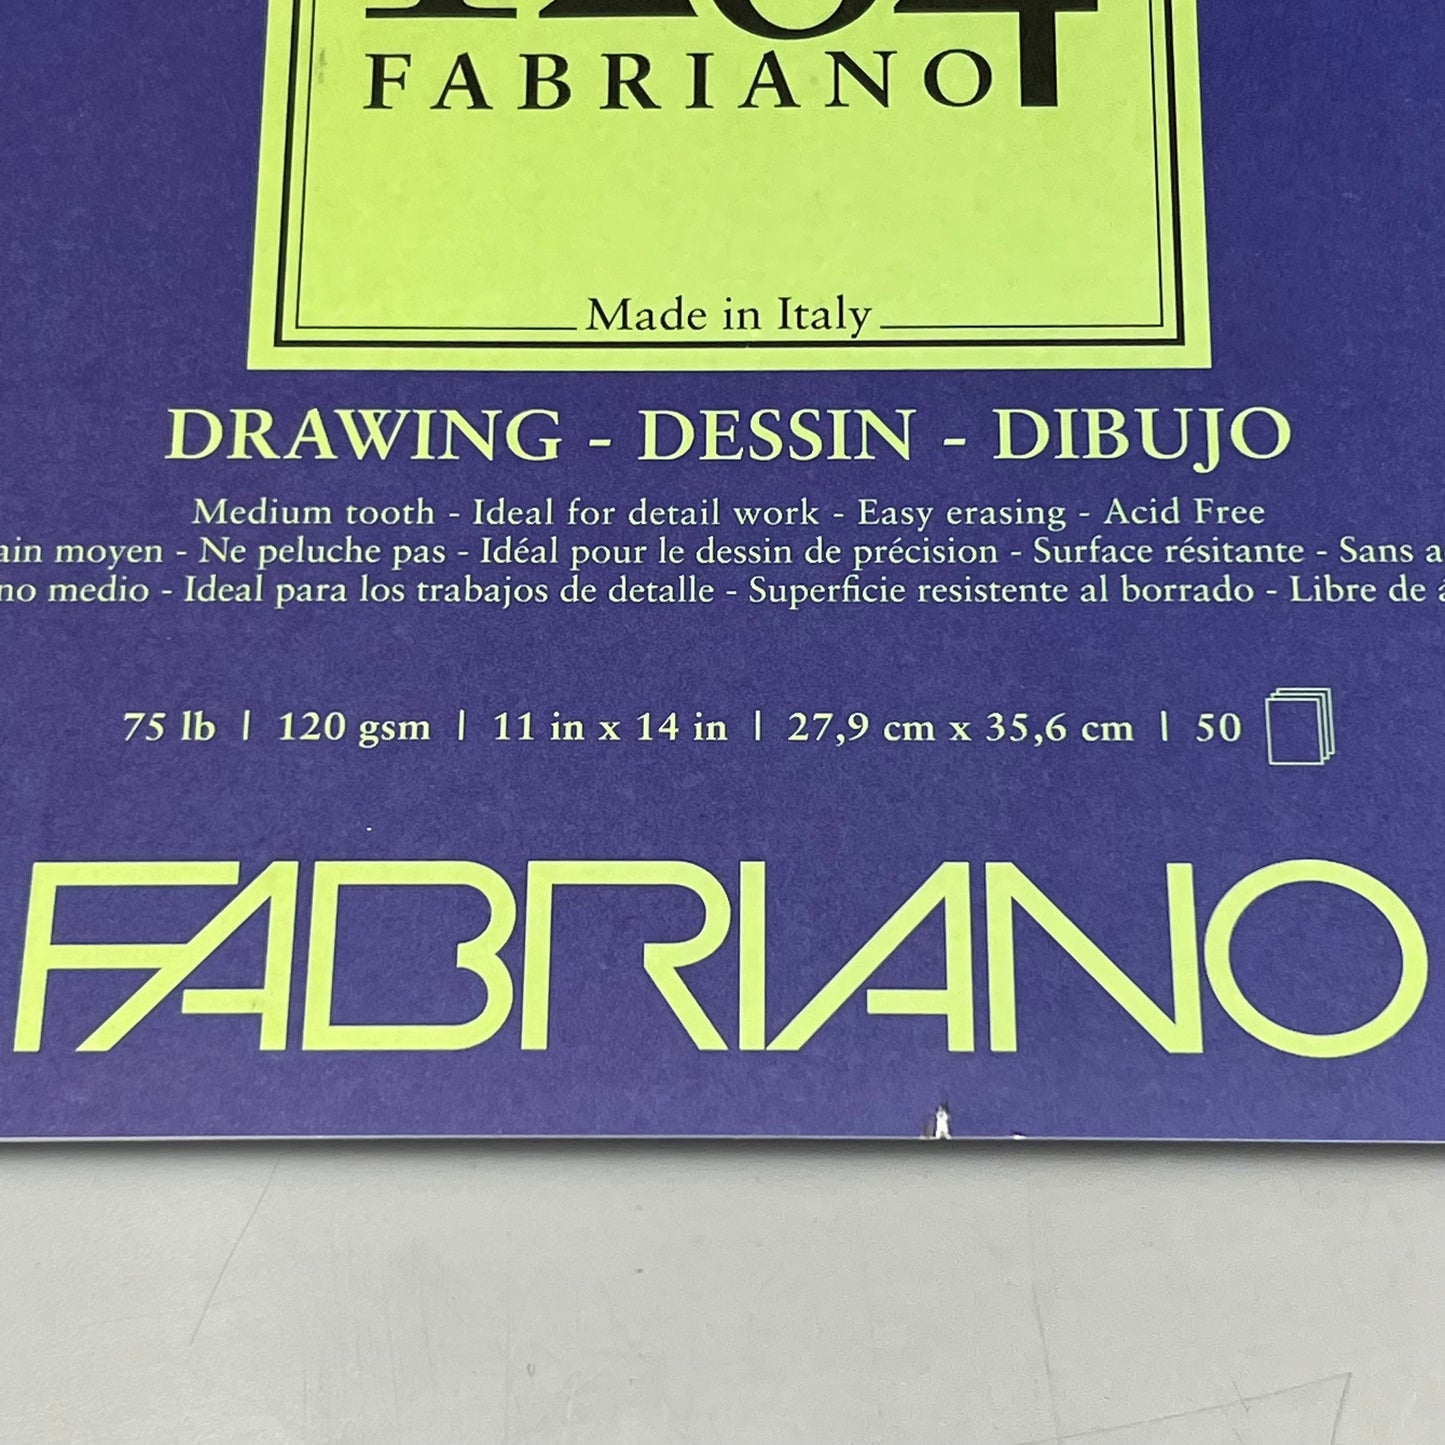 FABRIANO
Made in Italy
DRAWING - DESSIN - DIBUJO
Medium tooth - Ideal for detail work - Easy erasing - Acid Free
moyen - Ne peluche pas - Idéal pour le dessin de précision - Surface résitante - Sans
medio - Ideal para los trabajos de detalle - Superficie resistente al borrado - Libre de
75 lb | 120 gsm | 11 in x 14 in | 27,9 cm x 35,6 cm | 50
FABRIANO